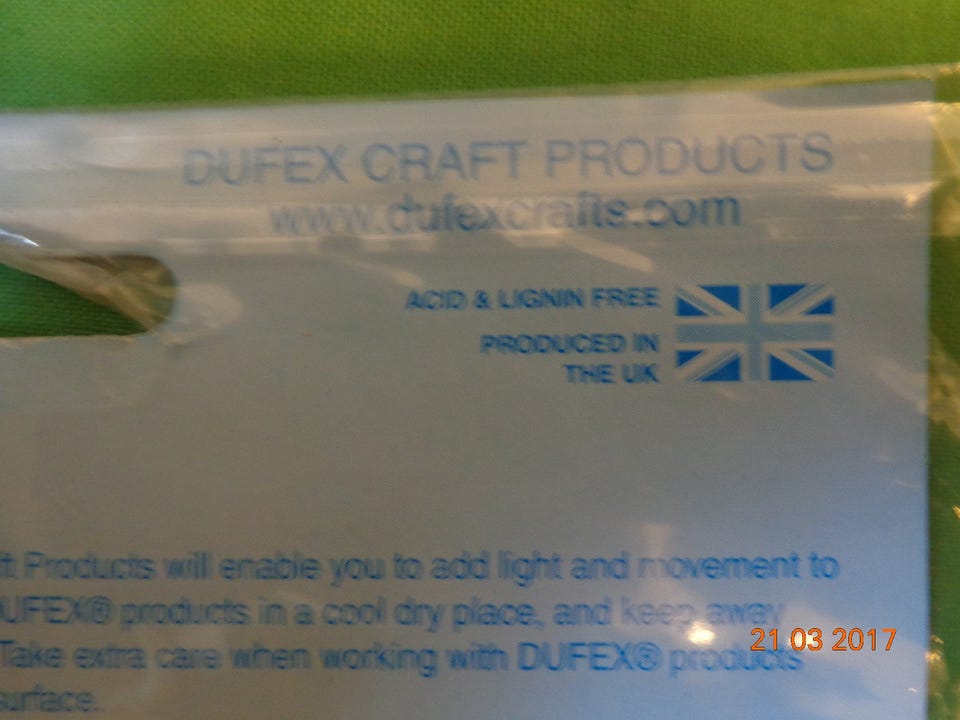 DUFEX CRAFT PRODUCTS
www.dufexcrafts.com
ACID & LIGNIN FREE
PRODUCED IN
THE UK
ft Products will enable you to add light and movement to
DUFEX® products in a cool dry place, and keep away
Take extra care when working with DUFEX® products
surface.
21 03 2017